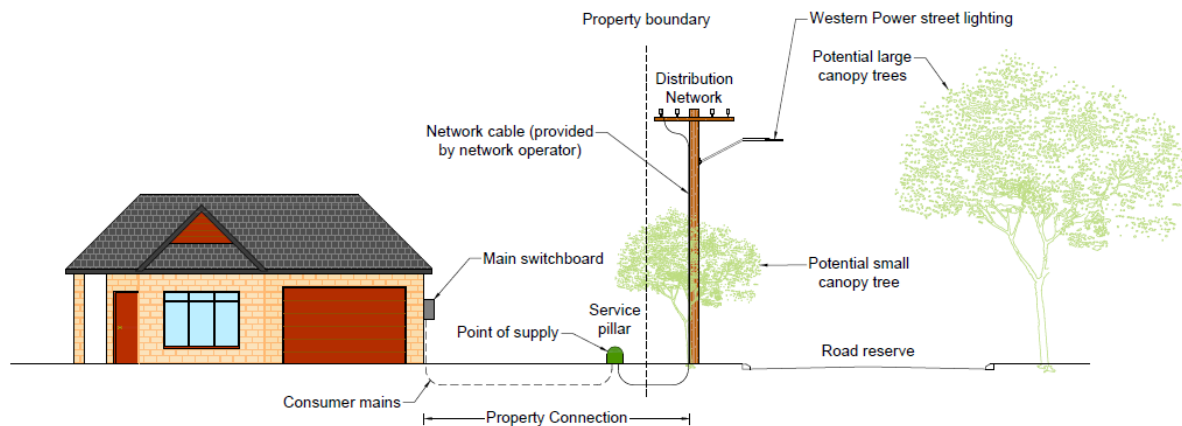 Property boundary
Western Power street lighting
Potential large
canopy trees
Distribution
Network
Network cable (provided
by network operator)
Main switchboard
Potential small
canopy tree
Service
pillar
Point of supply
Road reserve
Consumer mains
Property Connection